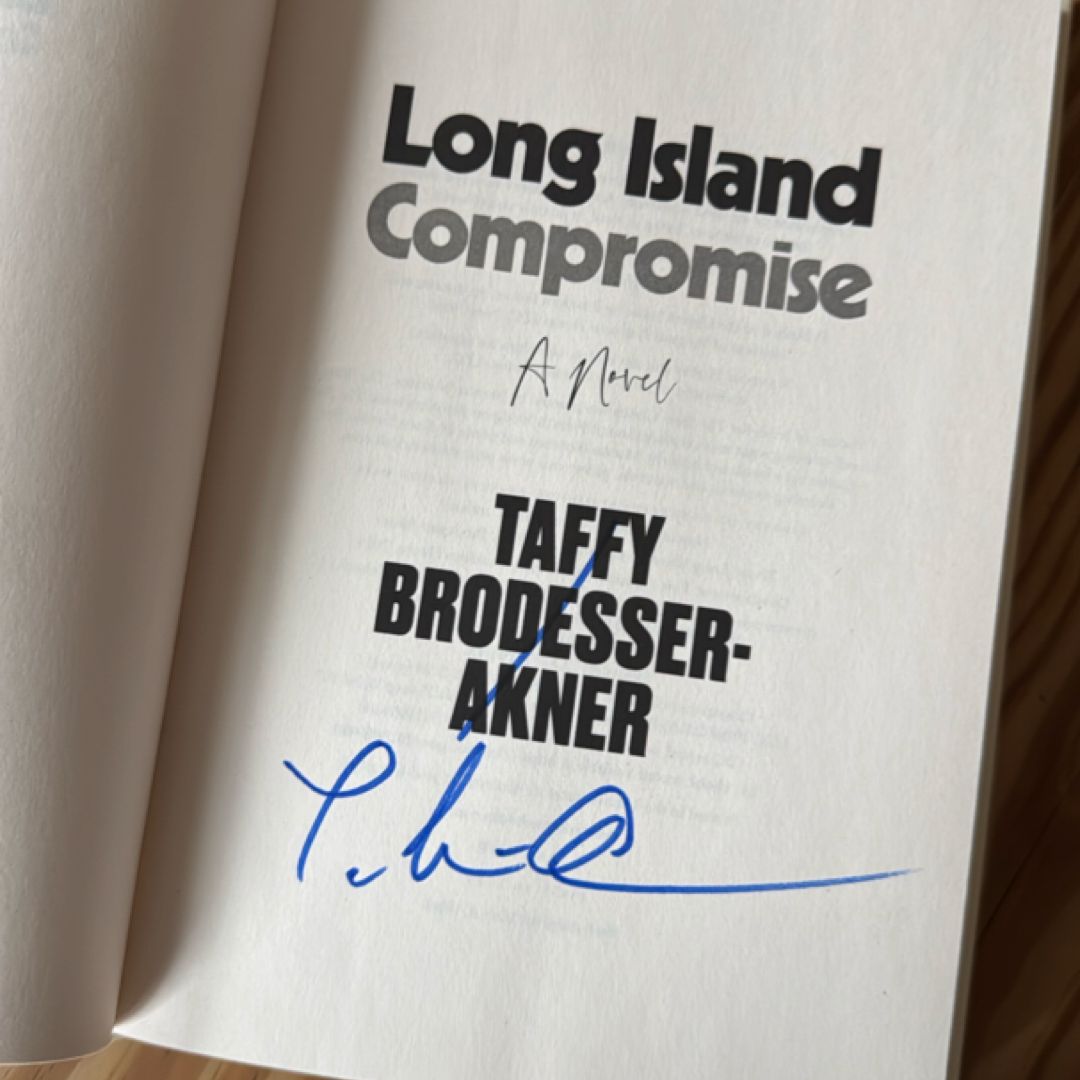 Long Island
Compromise
A Novel
TAFFY
BRODESSER-
AKNER